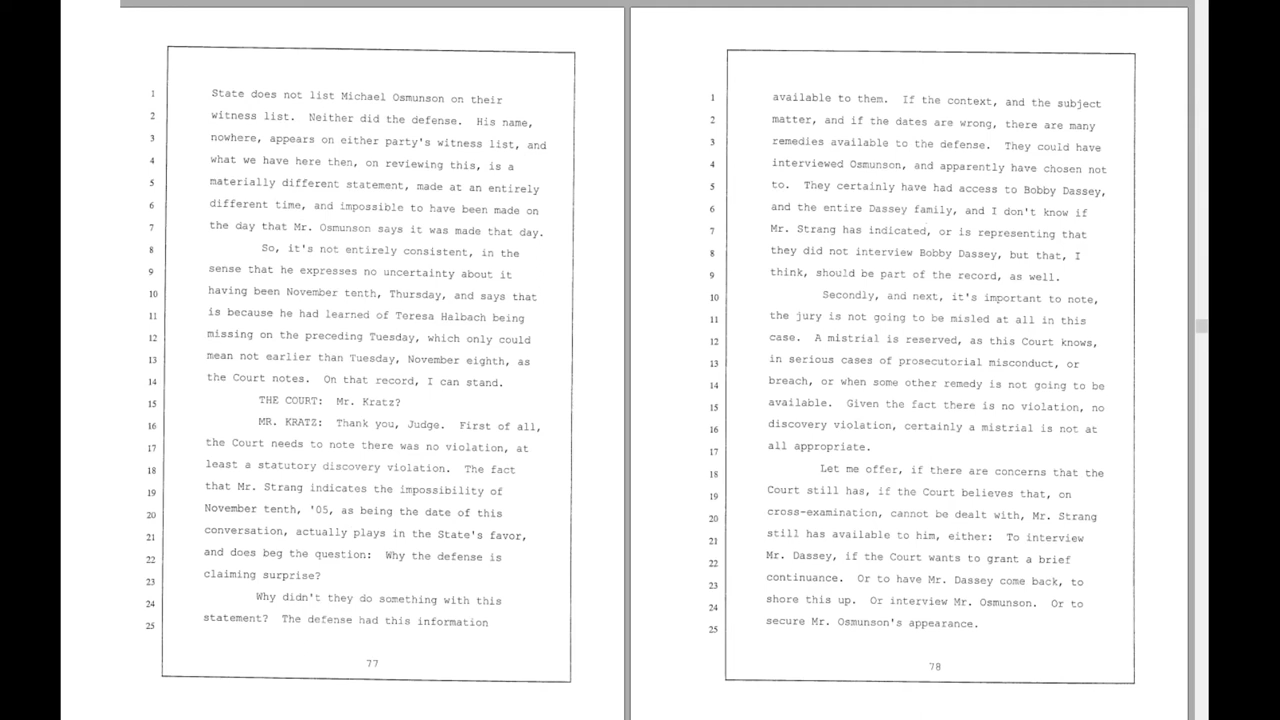 1 State does not list Michael Osmunson on their
2 witness list. Neither did the defense. His name,
3 nowhere, appears on either party's witness list, and
4 what we have here then, on reviewing this, is a
5 materially different statement, made at an entirely
6 different time, and impossible to have been made on
7 the day that Mr. Osmunson says it was made that day.
8 So, it's not entirely consistent, in the
9 sense that he expresses no uncertainty about it
10 having been November tenth, Thursday, and says that
11 is because he had learned of Teresa Halbach being
12 missing on the preceding Tuesday, which only could
13 mean not earlier than Tuesday, November eighth, as
14 the Court notes. On that record, I can stand.
15 THE COURT: Mr. Kratz?
16 MR. KRATZ: Thank you, Judge. First of all,
17 the Court needs to note there was no violation, at
18 least a statutory discovery violation. The fact
19 that Mr. Strang indicates the impossibility of
20 November tenth, '05, as being the date of this
21 conversation, actually plays in the State's favor,
22 and does beg the question: Why the defense is
23 claiming surprise?
24 Why didn't they do something with this
25 statement? The defense had this information
77
1 available to them. If the context, and the subject
2 matter, and if the dates are wrong, there are many
3 remedies available to the defense. They could have
4 interviewed Osmunson, and apparently have chosen not
5 to. They certainly have had access to Bobby Dassey,
6 and the entire Dassey family, and I don't know if
7 Mr. Strang has indicated, or is representing that
8 they did not interview Bobby Dassey, but that, I
9 think, should be part of the record, as well.
10 Secondly, and next, it's important to note,
11 the jury is not going to be misled at all in this
12 case. A mistrial is reserved, as this Court knows,
13 in serious cases of prosecutorial misconduct, or
14 breach, or when some other remedy is not going to be
15 available. Given the fact there is no violation, no
16 discovery violation, certainly a mistrial is not at
17 all appropriate.
18 Let me offer, if there are concerns that the
19 Court still has, if the Court believes that, on
20 cross-examination, cannot be dealt with, Mr. Strang
21 still has available to him, either: To interview
22 Mr. Dassey, if the Court wants to grant a brief
23 continuance. Or to have Mr. Dassey come back, to
24 shore this up. Or interview Mr. Osmunson. Or to
25 secure Mr. Osmunson's appearance.
78